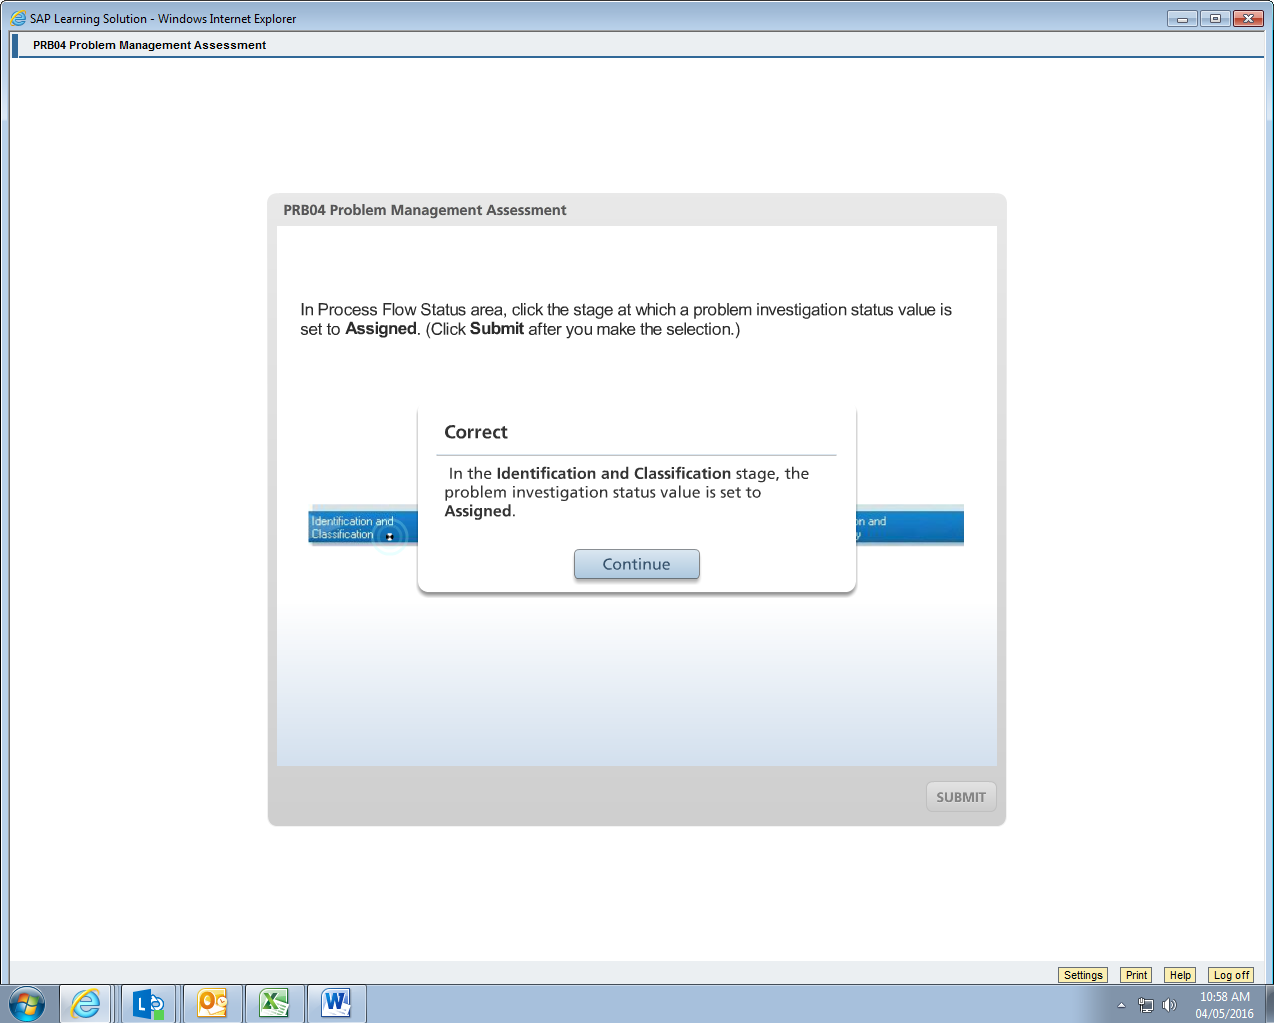 SAP Learning Solution - Windows Internet Explorer
PRB04 Problem Management Assessment
PRB04 Problem Management Assessment
In Process Flow Status area, click the stage at which a problem investigation status value is
set to Assigned. (Click Submit after you make the selection.)
Correct
In the Identification and Classification stage, the
problem investigation status value is set to
Assigned.
Identification and
Classification
and
Continue
SUBMIT
Settings Print Help Log off
10:58 AM
04/05/2016